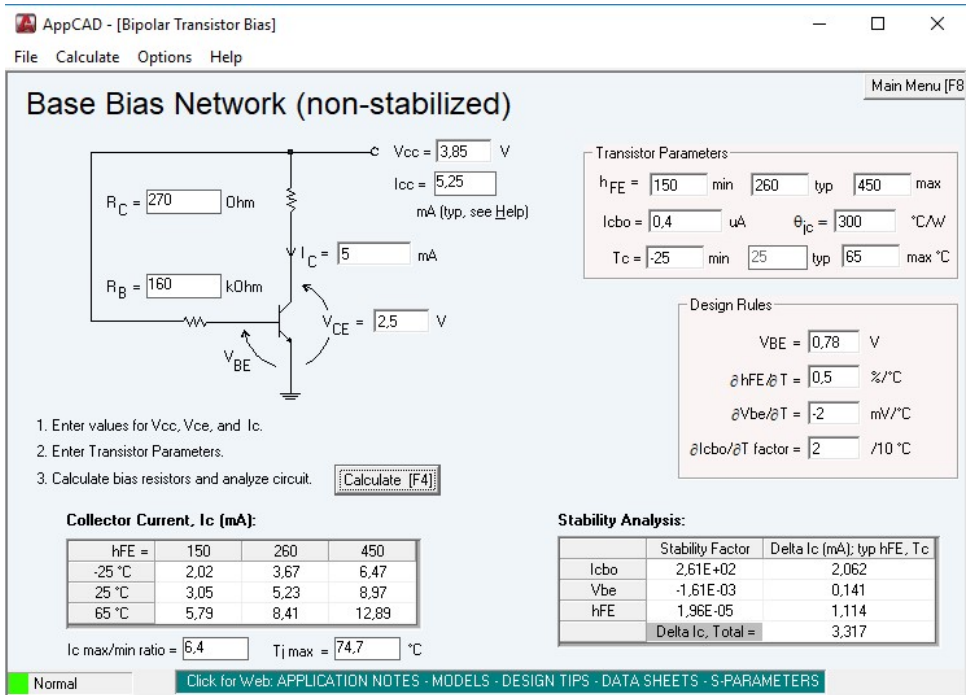 AppCAD - [Bipolar Transistor Bias]
File Calculate Options Help
Main Menu [F8
Base Bias Network (non-stabilized)
Vcc = 3,85 V
Icc = 5,25
mA (typ, see Help)
RC = 270 Ohm
IC = 5 mA
RB = 160 kOhm
VCE = 2,5 V
VBE
Transistor Parameters
hFE = 150 min 260 typ 450 max
Icbo = 0,4 uA θjc = 300 °C/W
Tc = -25 min 25 typ 65 max °C
Design Rules
VBE = 0,78 V
∂hFE/∂T = 0,5 %/°C
∂Vbe/∂T = -2 mV/°C
∂Icbo/∂T factor = 2 /10 °C
1. Enter values for Vcc, Vce, and Ic.
2. Enter Transistor Parameters.
3. Calculate bias resistors and analyze circuit. Calculate [F4]
Collector Current, Ic (mA):
hFE = 150 260 450
-25 °C 2,02 3,67 6,47
25 °C 3,05 5,23 8,97
65 °C 5,79 8,41 12,89
Ic max/min ratio = 6,4 Tj max = 74,7 °C
Stability Analysis:
Stability Factor Delta Ic (mA); typ hFE, Tc
Icbo 2,61E+02 2,062
Vbe -1,61E-03 0,141
hFE 1,96E-05 1,114
Delta Ic, Total = 3,317
Normal Click for Web: APPLICATION NOTES - MODELS - DESIGN TIPS - DATA SHEETS - S-PARAMETERS